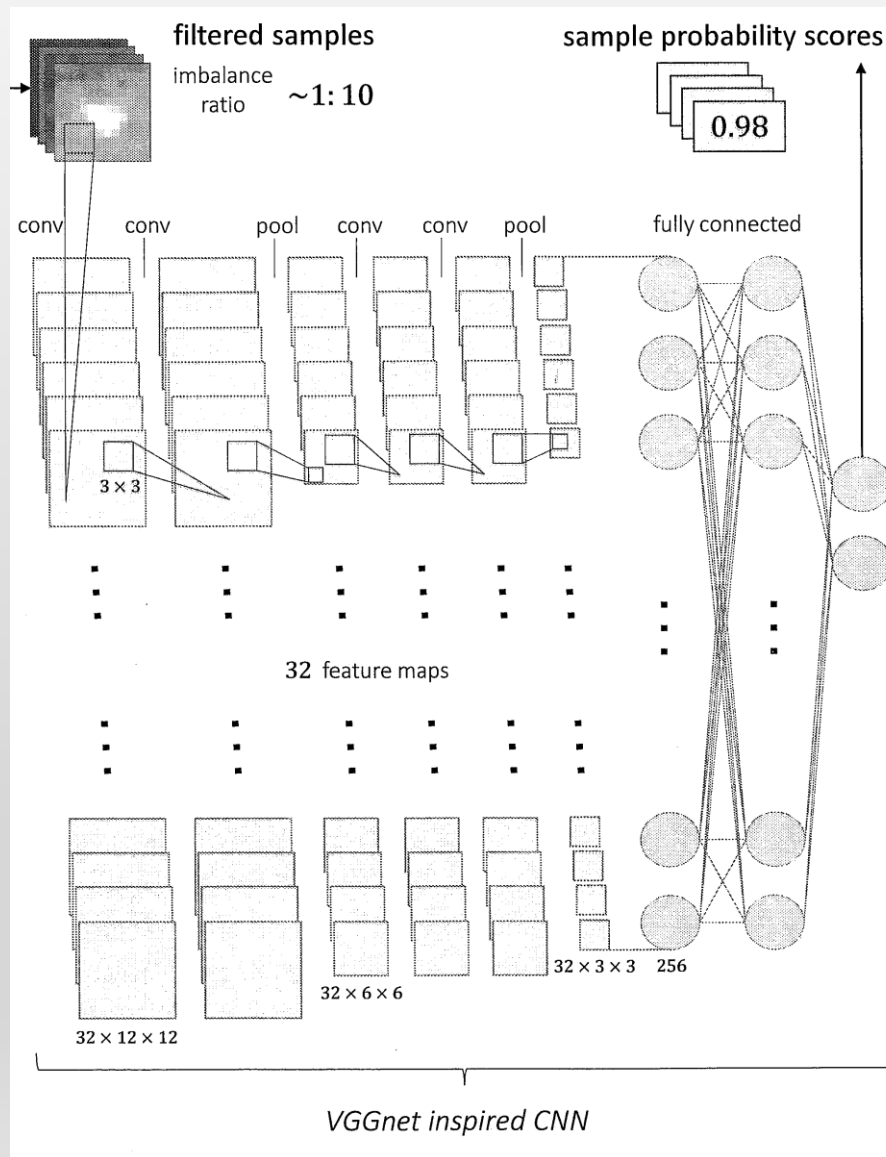 filtered samples
imbalance
ratio
~1: 10
sample probability scores
0.98
conv
conv
pool
conv
conv
pool
fully connected
3 × 3
32 feature maps
32 × 12 × 12
32 × 6 × 6
32 × 3 × 3
256
VGGnet inspired CNN